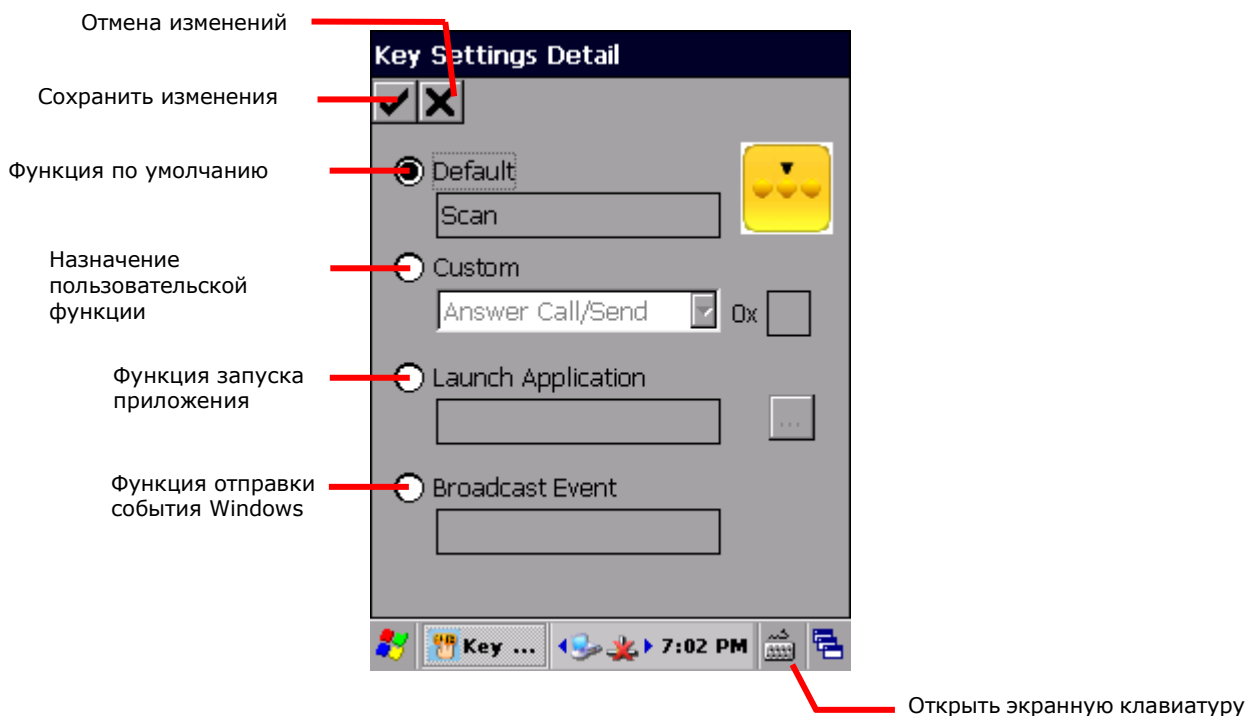 Отмена изменений
Key Settings Detail
Сохранить изменения
Функция по умолчанию
Default
Scan
Назначение
пользовательской
функции
Custom
Answer Call/Send
0x
Функция запуска
приложения
Launch Application
...
Функция отправки
события Windows
Broadcast Event
Key ...
7:02 PM
Открыть экранную клавиатуру